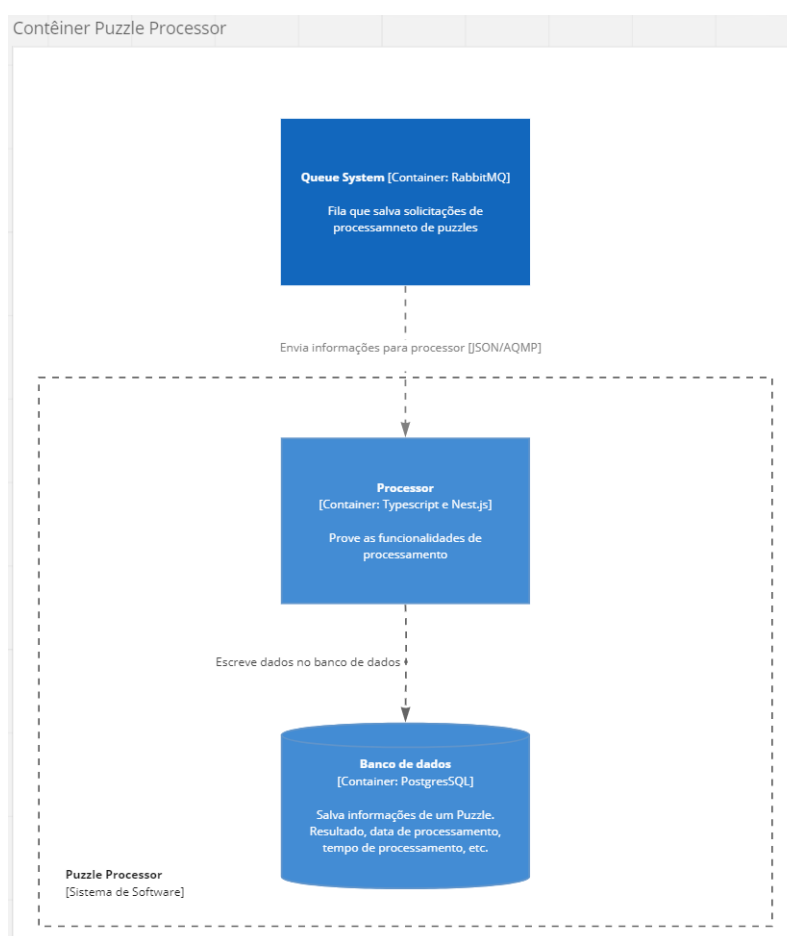 Contêiner Puzzle Processor
Queue System [Container: RabbitMQ]
Fila que salva solicitações de
processamneto de puzzles
Envia informações para processor [JSON/AQMP]
Processor
[Container: Typescript e Nest.js]
Prove as funcionalidades de
processamento
Escreve dados no banco de dados
Banco de dados
[Container: PostgresSQL]
Salva informações de um Puzzle.
Resultado, data de processamento,
tempo de processamento, etc.
Puzzle Processor
[Sistema de Software]